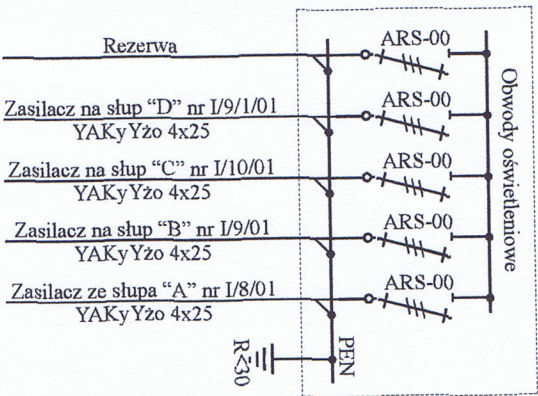 Rezerwa
ARS-00
Zasilacz na słup “D” nr I/9/1/01
YAKyYżo 4x25
ARS-00
Zasilacz na słup “C” nr I/10/01
YAKyYżo 4x25
ARS-00
Zasilacz na słup “B” nr I/9/01
YAKyYżo 4x25
ARS-00
Zasilacz ze słupa “A” nr I/8/01
YAKyYżo 4x25
ARS-00
Obwody oświetleniowe
PEN
R<30